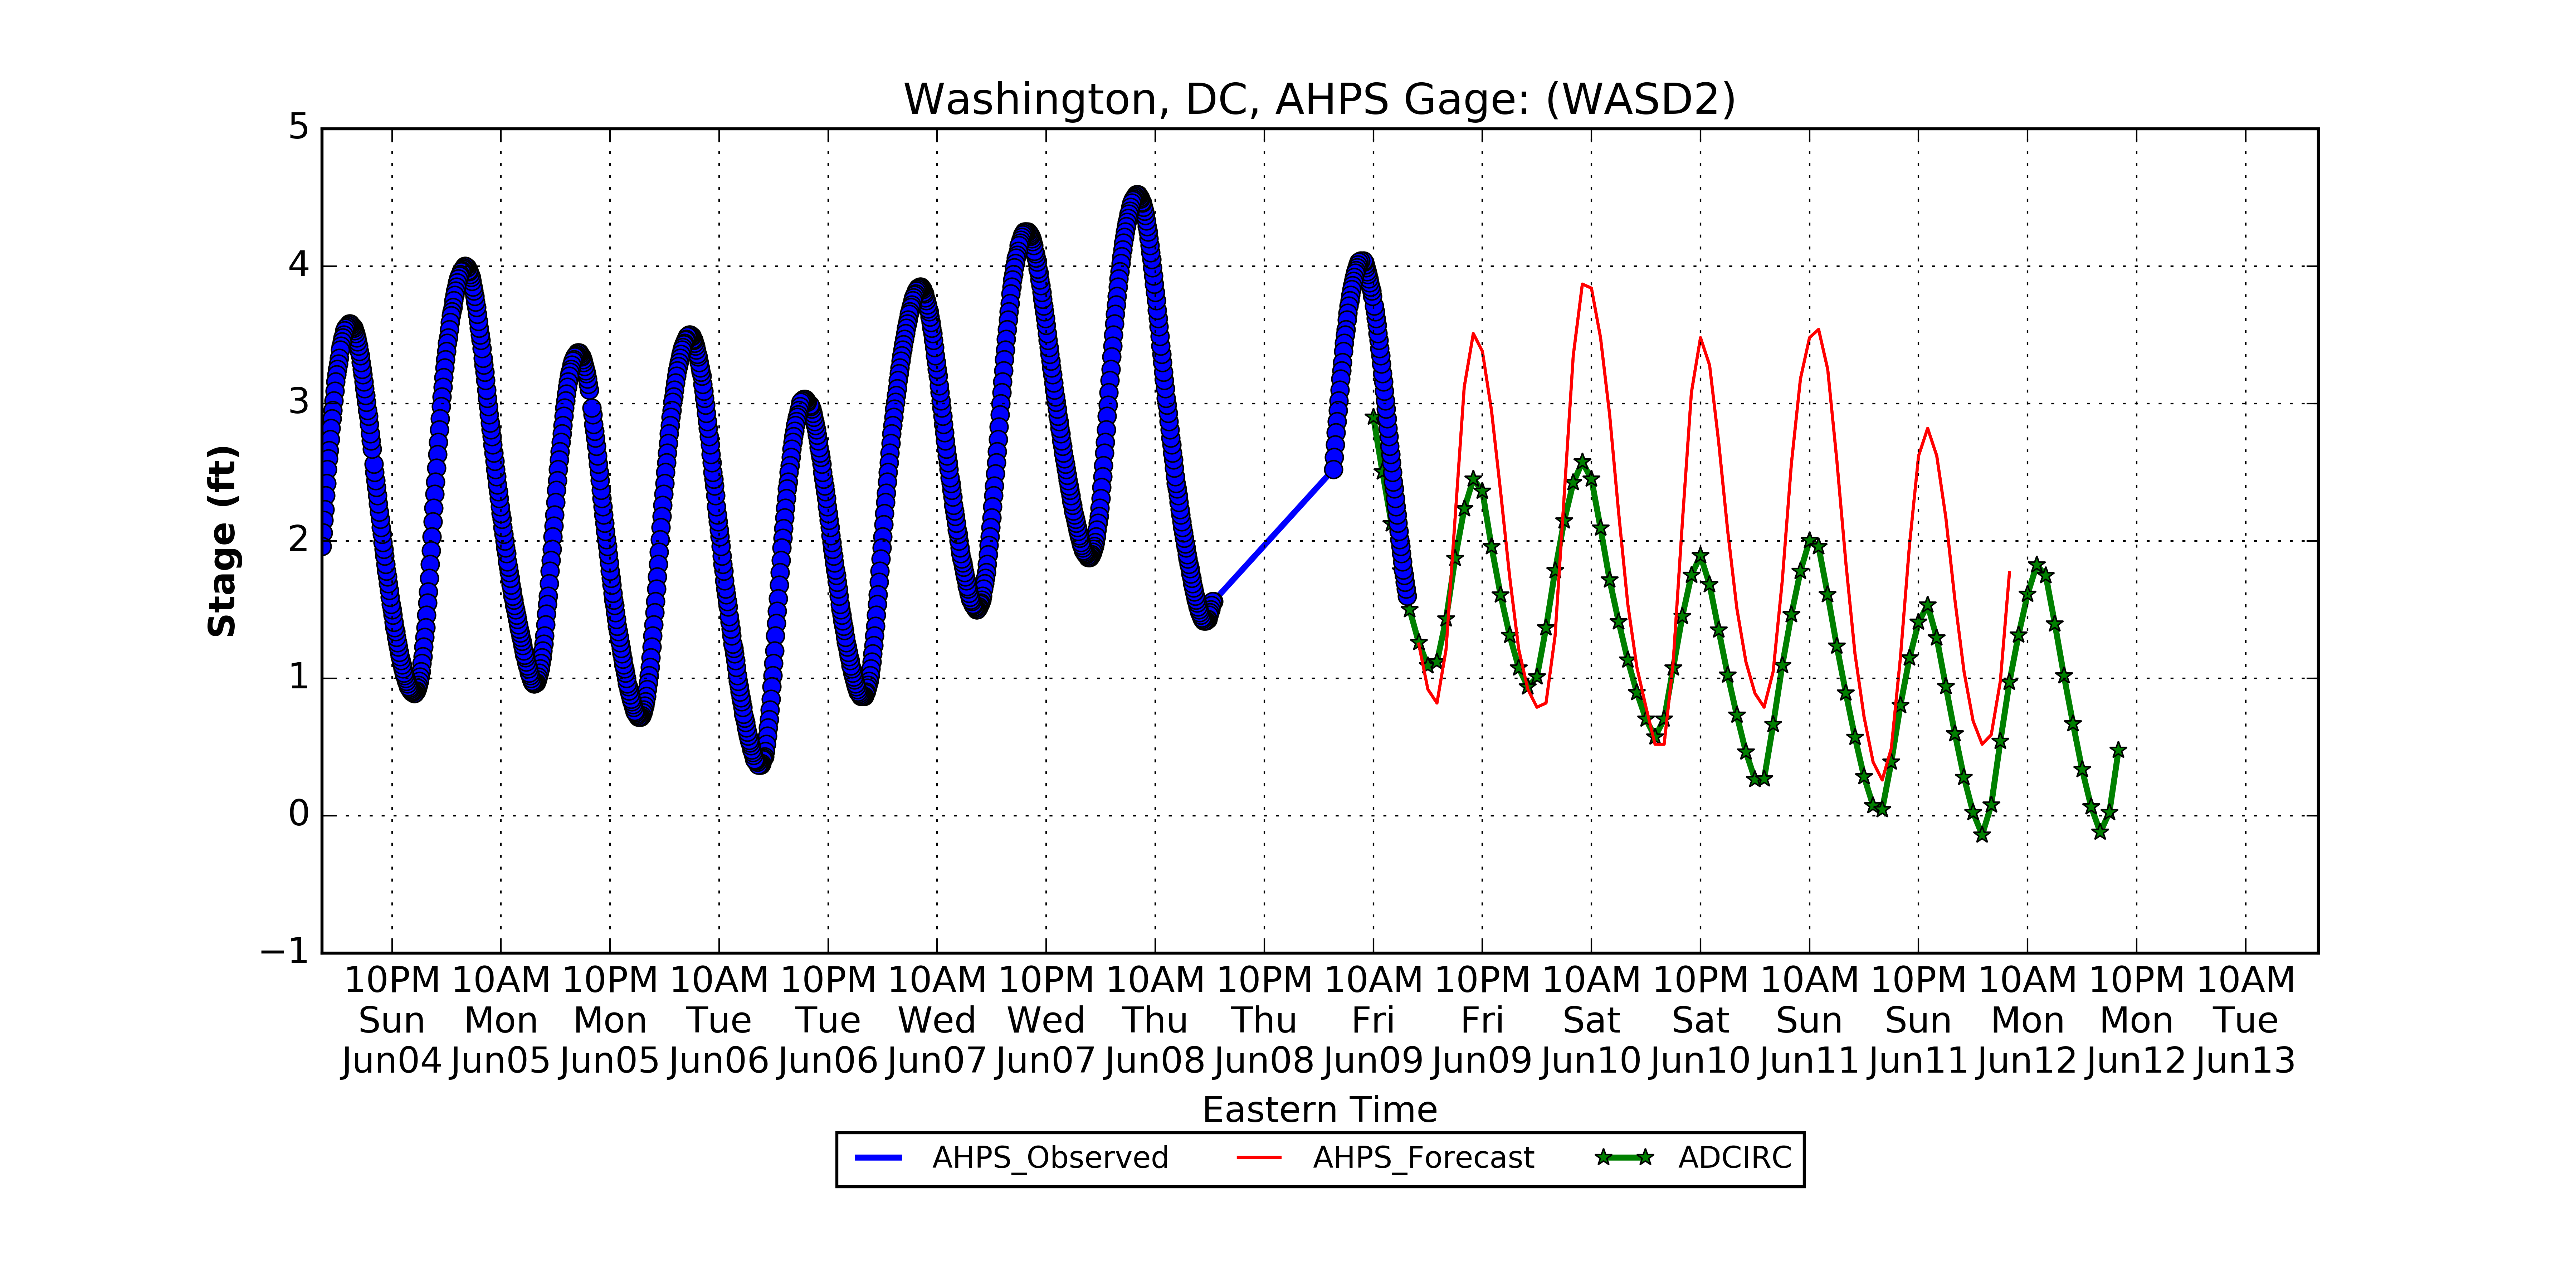 Washington, DC, AHPS Gage: (WASD2)
5
4
3
2
1
0
−1
Stage (ft)
10PM 10AM 10PM 10AM 10PM 10AM 10PM 10AM 10PM 10AM 10PM 10AM 10PM 10AM 10PM 10AM 10PM 10AM
Sun Mon Mon Tue Tue Wed Wed Thu Thu Fri Fri Sat Sat Sun Sun Mon Mon Tue
Jun04 Jun05 Jun05 Jun06 Jun06 Jun07 Jun07 Jun08 Jun08 Jun09 Jun09 Jun10 Jun10 Jun11 Jun11 Jun12 Jun12 Jun13
Eastern Time
AHPS_Observed AHPS_Forecast ADCIRC